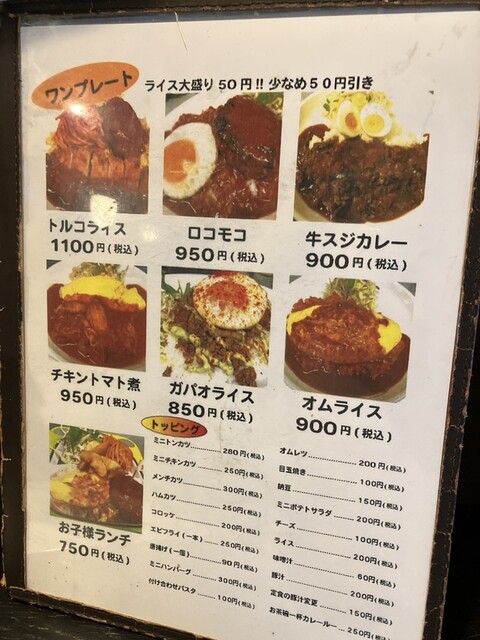 ワンプレート
ライス大盛り５０円!! 少なめ５０円引き
トルコライス
1100円(税込)
ロコモコ
950円(税込)
牛スジカレー
900円(税込)
チキントマト煮
950円(税込)
ガパオライス
850円(税込)
オムライス
900円(税込)
お子様ランチ
750円(税込)
トッピング
ミニトンカツ 280円(税込)
ミニチキンカツ 250円(税込)
メンチカツ 300円(税込)
ハムカツ 250円(税込)
コロッケ 200円(税込)
エビフライ(一本) 250円(税込)
唐揚げ(一個) 90円(税込)
ミニハンバーグ 300円(税込)
付け合わせパスタ 100円(税込)
オムレツ 200円(税込)
目玉焼き 100円(税込)
納豆 150円(税込)
ミニポテトサラダ 200円(税込)
チーズ 100円(税込)
ライス 200円(税込)
味噌汁 60円(税込)
豚汁 200円(税込)
定食の豚汁変更 150円(税込)
お茶碗一杯カレールー 250円(税込)